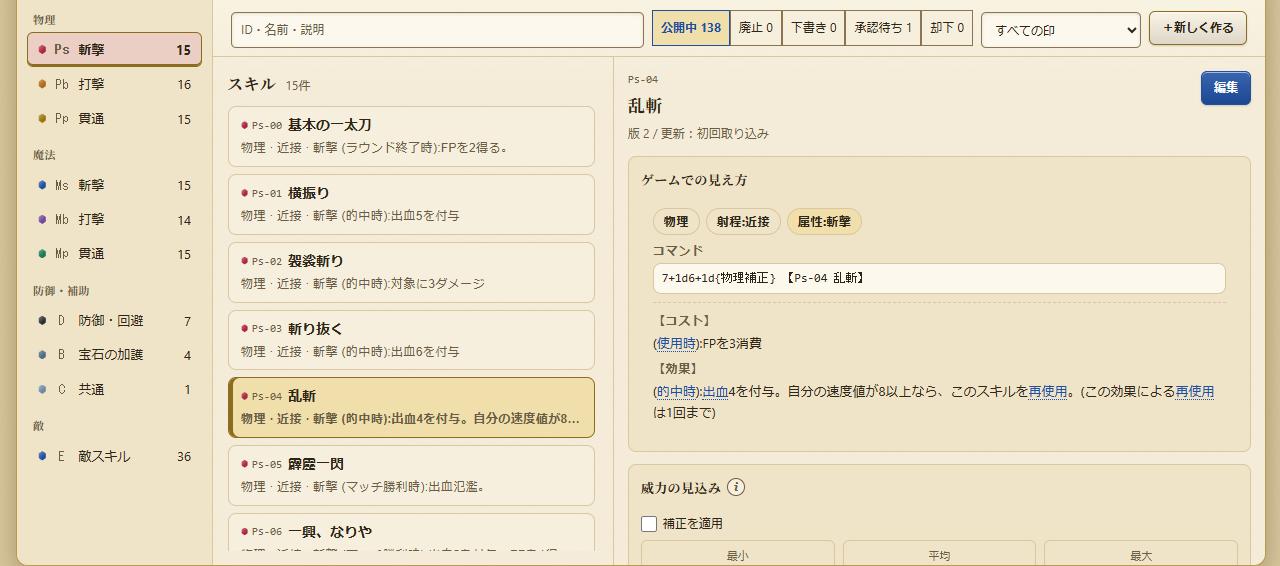 物理
Ps 斬撃 15
Pb 打撃 16
Pp 貫通 15
魔法
Ms 斬撃 15
Mb 打撃 14
Mp 貫通 15
防御・補助
D 防御・回避 7
B 宝石の加護 4
C 共通 1
敵
E 敵スキル 36
ID・名前・説明
公開中 138 廃止 0 下書き 0 承認待ち 1 却下 0
すべての印
+新しく作る
スキル 15件
Ps-00 基本の一太刀
物理 · 近接 · 斬撃 (ラウンド終了時):FPを2得る。
Ps-01 横振り
物理 · 近接 · 斬撃 (的中時):出血5を付与
Ps-02 袈裟斬り
物理 · 近接 · 斬撃 (的中時):対象に3ダメージ
Ps-03 斬り抜く
物理 · 近接 · 斬撃 (的中時):出血6を付与
Ps-04 乱斬
物理 · 近接 · 斬撃 (的中時):出血4を付与。自分の速度値が8...
Ps-05 霹靂一閃
物理 · 近接 · 斬撃 (マッチ勝利時):出血氾濫。
Ps-06 一興、なりや
Ps-04
乱斬
編集
版 2 / 更新：初回取り込み
ゲームでの見え方
物理 射程:近接 属性:斬撃
コマンド
7+1d6+1d{物理補正} 【Ps-04 乱斬】
【コスト】
(使用時):FPを3消費
【効果】
(的中時):出血4を付与。自分の速度値が8以上なら、このスキルを再使用。(この効果による再使用
は1回まで)
威力の見込み i
補正を適用
最小 平均 最大